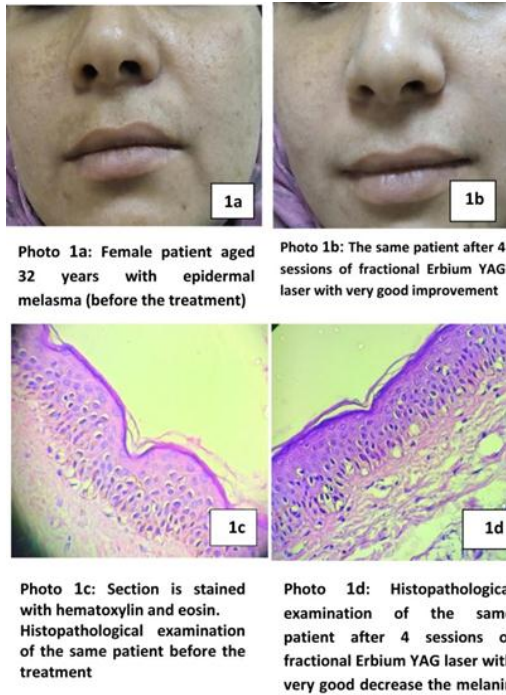 1a
1b
Photo 1a: Female patient aged
32 years with epidermal
melasma (before the treatment)
Photo 1b: The same patient after 4
sessions of fractional Erbium YAG
laser with very good improvement
1c
1d
Photo 1c: Section is stained
with hematoxylin and eosin.
Histopathological examination
of the same patient before the
treatment
Photo 1d: Histopathologica
examination of the same
patient after 4 sessions o
fractional Erbium YAG laser with
very good decrease the melanin